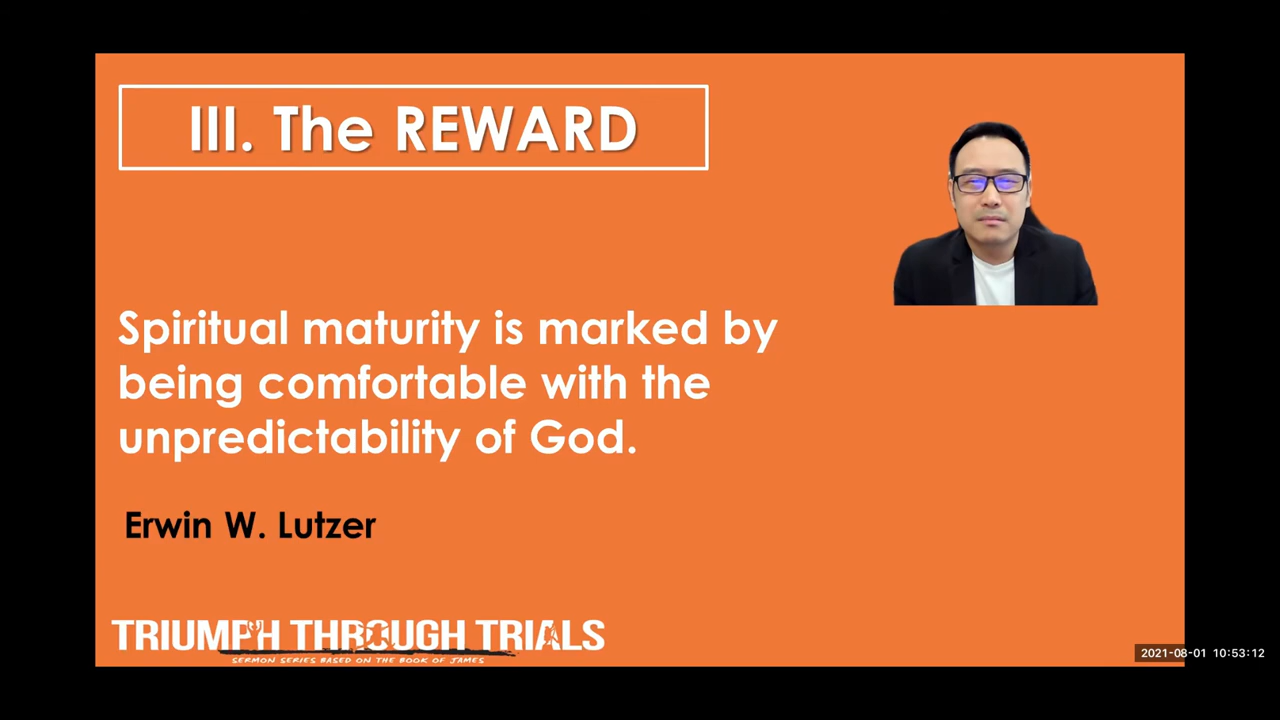 III. The REWARD
Spiritual maturity is marked by
being comfortable with the
unpredictability of God.
Erwin W. Lutzer
TRIUMPH THROUGH TRIALS
SERMON SERIES BASED ON THE BOOK OF JAMES
2021-08-01 10:53:12